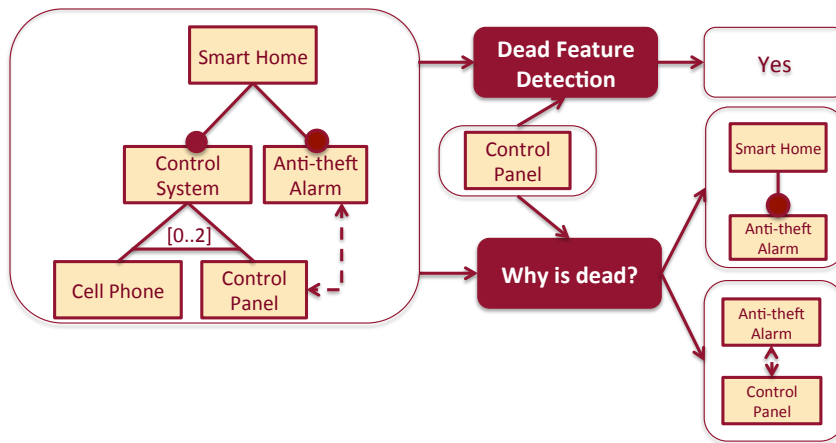 Smart Home
Control
System
Anti-theft
Alarm
[0..2]
Cell Phone
Control
Panel
Dead Feature
Detection
Control
Panel
Why is dead?
Yes
Smart Home
Anti-theft
Alarm
Anti-theft
Alarm
Control
Panel